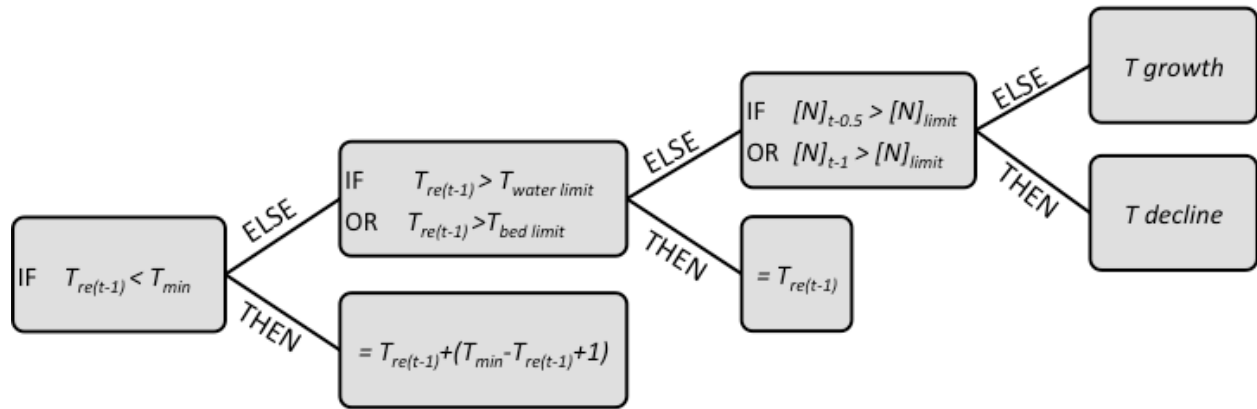 IF T_re(t-1) < T_min
ELSE
THEN
IF T_re(t-1) > T_water limit
OR T_re(t-1) >T_bed limit
= T_re(t-1)+(T_min-T_re(t-1)+1)
ELSE
THEN
IF [N]_t-0.5 > [N]_limit
OR [N]_t-1 > [N]_limit
= T_re(t-1)
ELSE
THEN
T growth
T decline